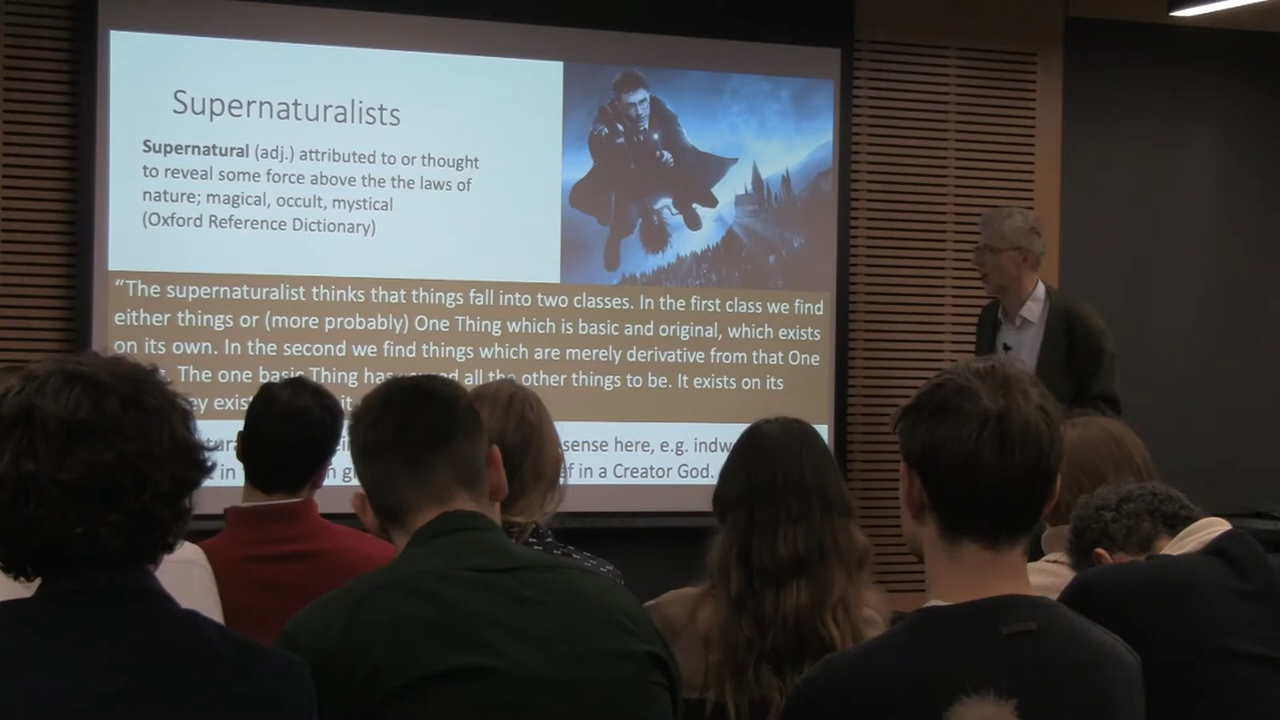 Supernaturalists
Supernatural (adj.) attributed to or thought
to reveal some force above the the laws of
nature; magical, occult, mystical
(Oxford Reference Dictionary)
“The supernaturalist thinks that things fall into two classes. In the first class we find
either things or (more probably) One Thing which is basic and original, which exists
on its own. In the second we find things which are merely derivative from that One
The one basic Thing has all the other things to be. It exists on its
sense here, e.g.
in a Creator God.